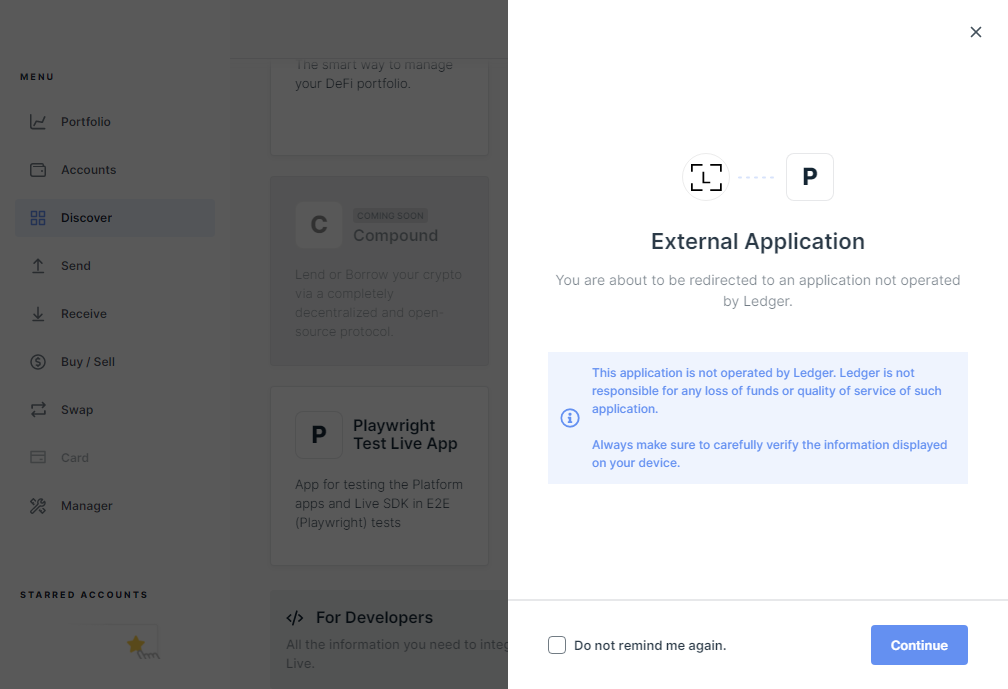 MENU
Portfolio
Accounts
Discover
Send
Receive
Buy / Sell
Swap
Card
Manager
STARRED ACCOUNTS
The smart way to manage
your DeFi portfolio.
C
COMING SOON
Compound
Lend or Borrow your crypto
via a completely
decentralized and open-
source protocol.
P
Playwright
Test Live App
App for testing the Platform
apps and Live SDK in E2E
(Playwright) tests
</> For Developers
All the information you need to integ
Live.
L
P
External Application
You are about to be redirected to an application not operated
by Ledger.
This application is not operated by Ledger. Ledger is not
responsible for any loss of funds or quality of service of such
application.
Always make sure to carefully verify the information displayed
on your device.
Do not remind me again.
Continue